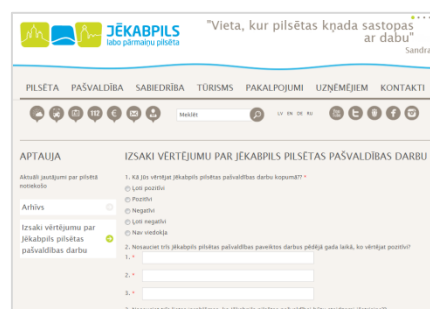 JĒKABPILS
labo pārmaiņu pilsēta
"Vieta, kur pilsētas kņada sastopas
ar dabu"
Sandra
PILSĒTA PAŠVALDĪBA SABIEDRĪBA TŪRISMS PAKALPOJUMI UZŅĒMĒJIEM KONTAKTI
112 € Meklēt LV EN DE RU
APTAUJA
Aktuāli jautājumi par pilsētā
notiekošo
Arhīvs
Izsaki vērtējumu par
Jēkabpils pilsētas
pašvaldības darbu
IZSAKI VĒRTĒJUMU PAR JĒKABPILS PILSĒTAS PAŠVALDĪBAS DARBU
1. Kā Jūs vērtējat Jēkabpils pilsētas pašvaldības darbu kopumā?? *
Ļoti pozitīvi
Pozitīvi
Negatīvi
Ļoti negatīvi
Nav viedokļa
2. Nosauciet trīs Jēkabpils pilsētas pašvaldības paveiktos darbus pēdējā gada laikā, ko vērtējat pozitīvi?
1. *
2. *
3. *